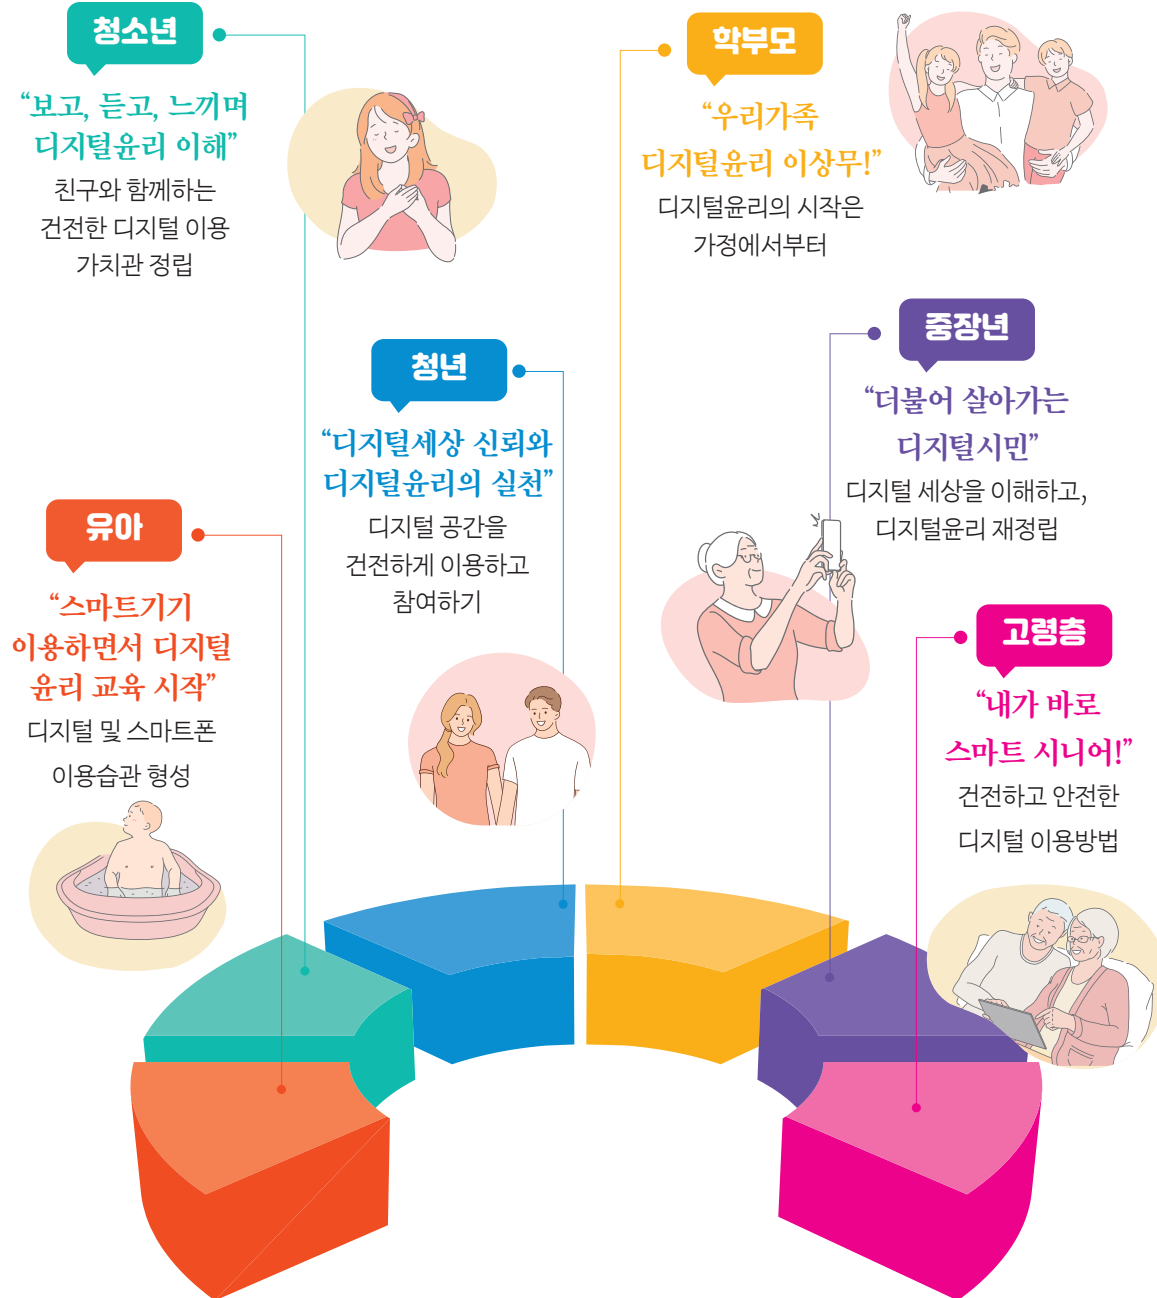 청소년
“보고, 듣고, 느끼며
디지털윤리 이해”
친구와 함께하는
건전한 디지털 이용
가치관 정립
학부모
“우리가족
디지털윤리 이상무!”
디지털윤리의 시작은
가정에서부터
청년
“디지털세상 신뢰와
디지털윤리의 실천”
디지털 공간을
건전하게 이용하고
참여하기
중장년
“더불어 살아가는
디지털시민”
디지털 세상을 이해하고,
디지털윤리 재정립
유아
“스마트기기
이용하면서 디지털
윤리 교육 시작”
디지털 및 스마트폰
이용습관 형성
고령층
“내가 바로
스마트 시니어!”
건전하고 안전한
디지털 이용방법